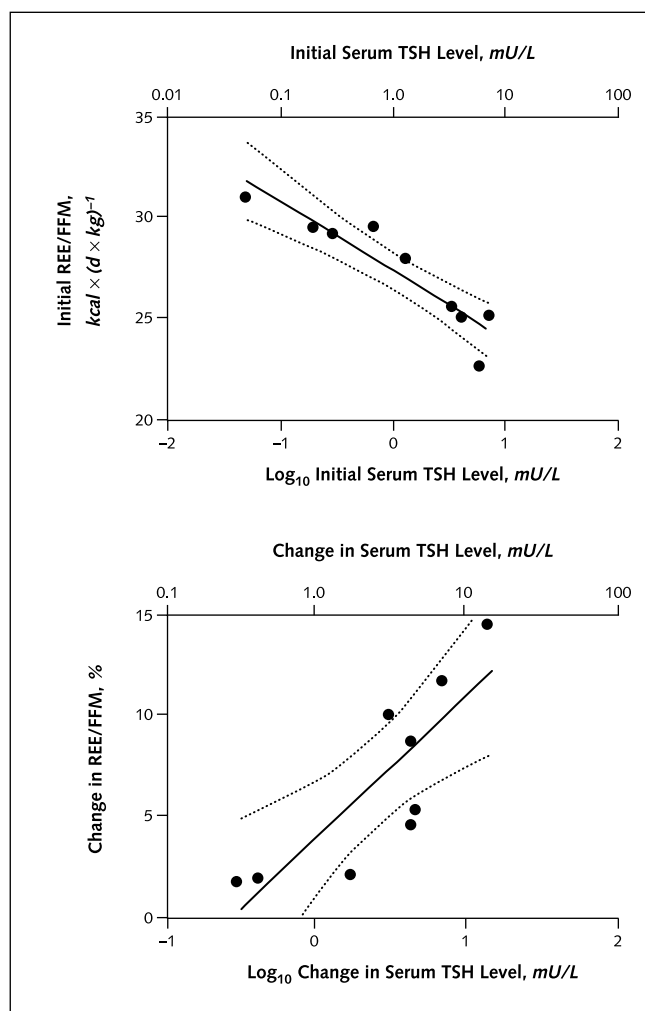 Initial Serum TSH Level, mU/L
0.01 0.1 1.0 10 100
35
30
25
20
Initial REE/FFM,
kcal × (d × kg)–1
–2 –1 0 1 2
Log10 Initial Serum TSH Level, mU/L
Change in Serum TSH Level, mU/L
0.1 1.0 10 100
15
10
5
0
Change in REE/FFM, %
–1 0 1 2
Log10 Change in Serum TSH Level, mU/L